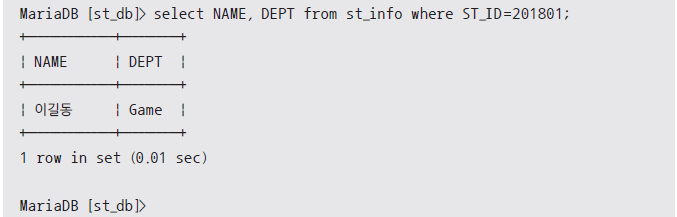 MariaDB [st_db]> select NAME, DEPT from st_info where ST_ID=201801;
+------------+--------+
| NAME | DEPT |
+------------+--------+
| 이길동 | Game |
+------------+--------+
1 row in set (0.01 sec)
MariaDB [st_db]>